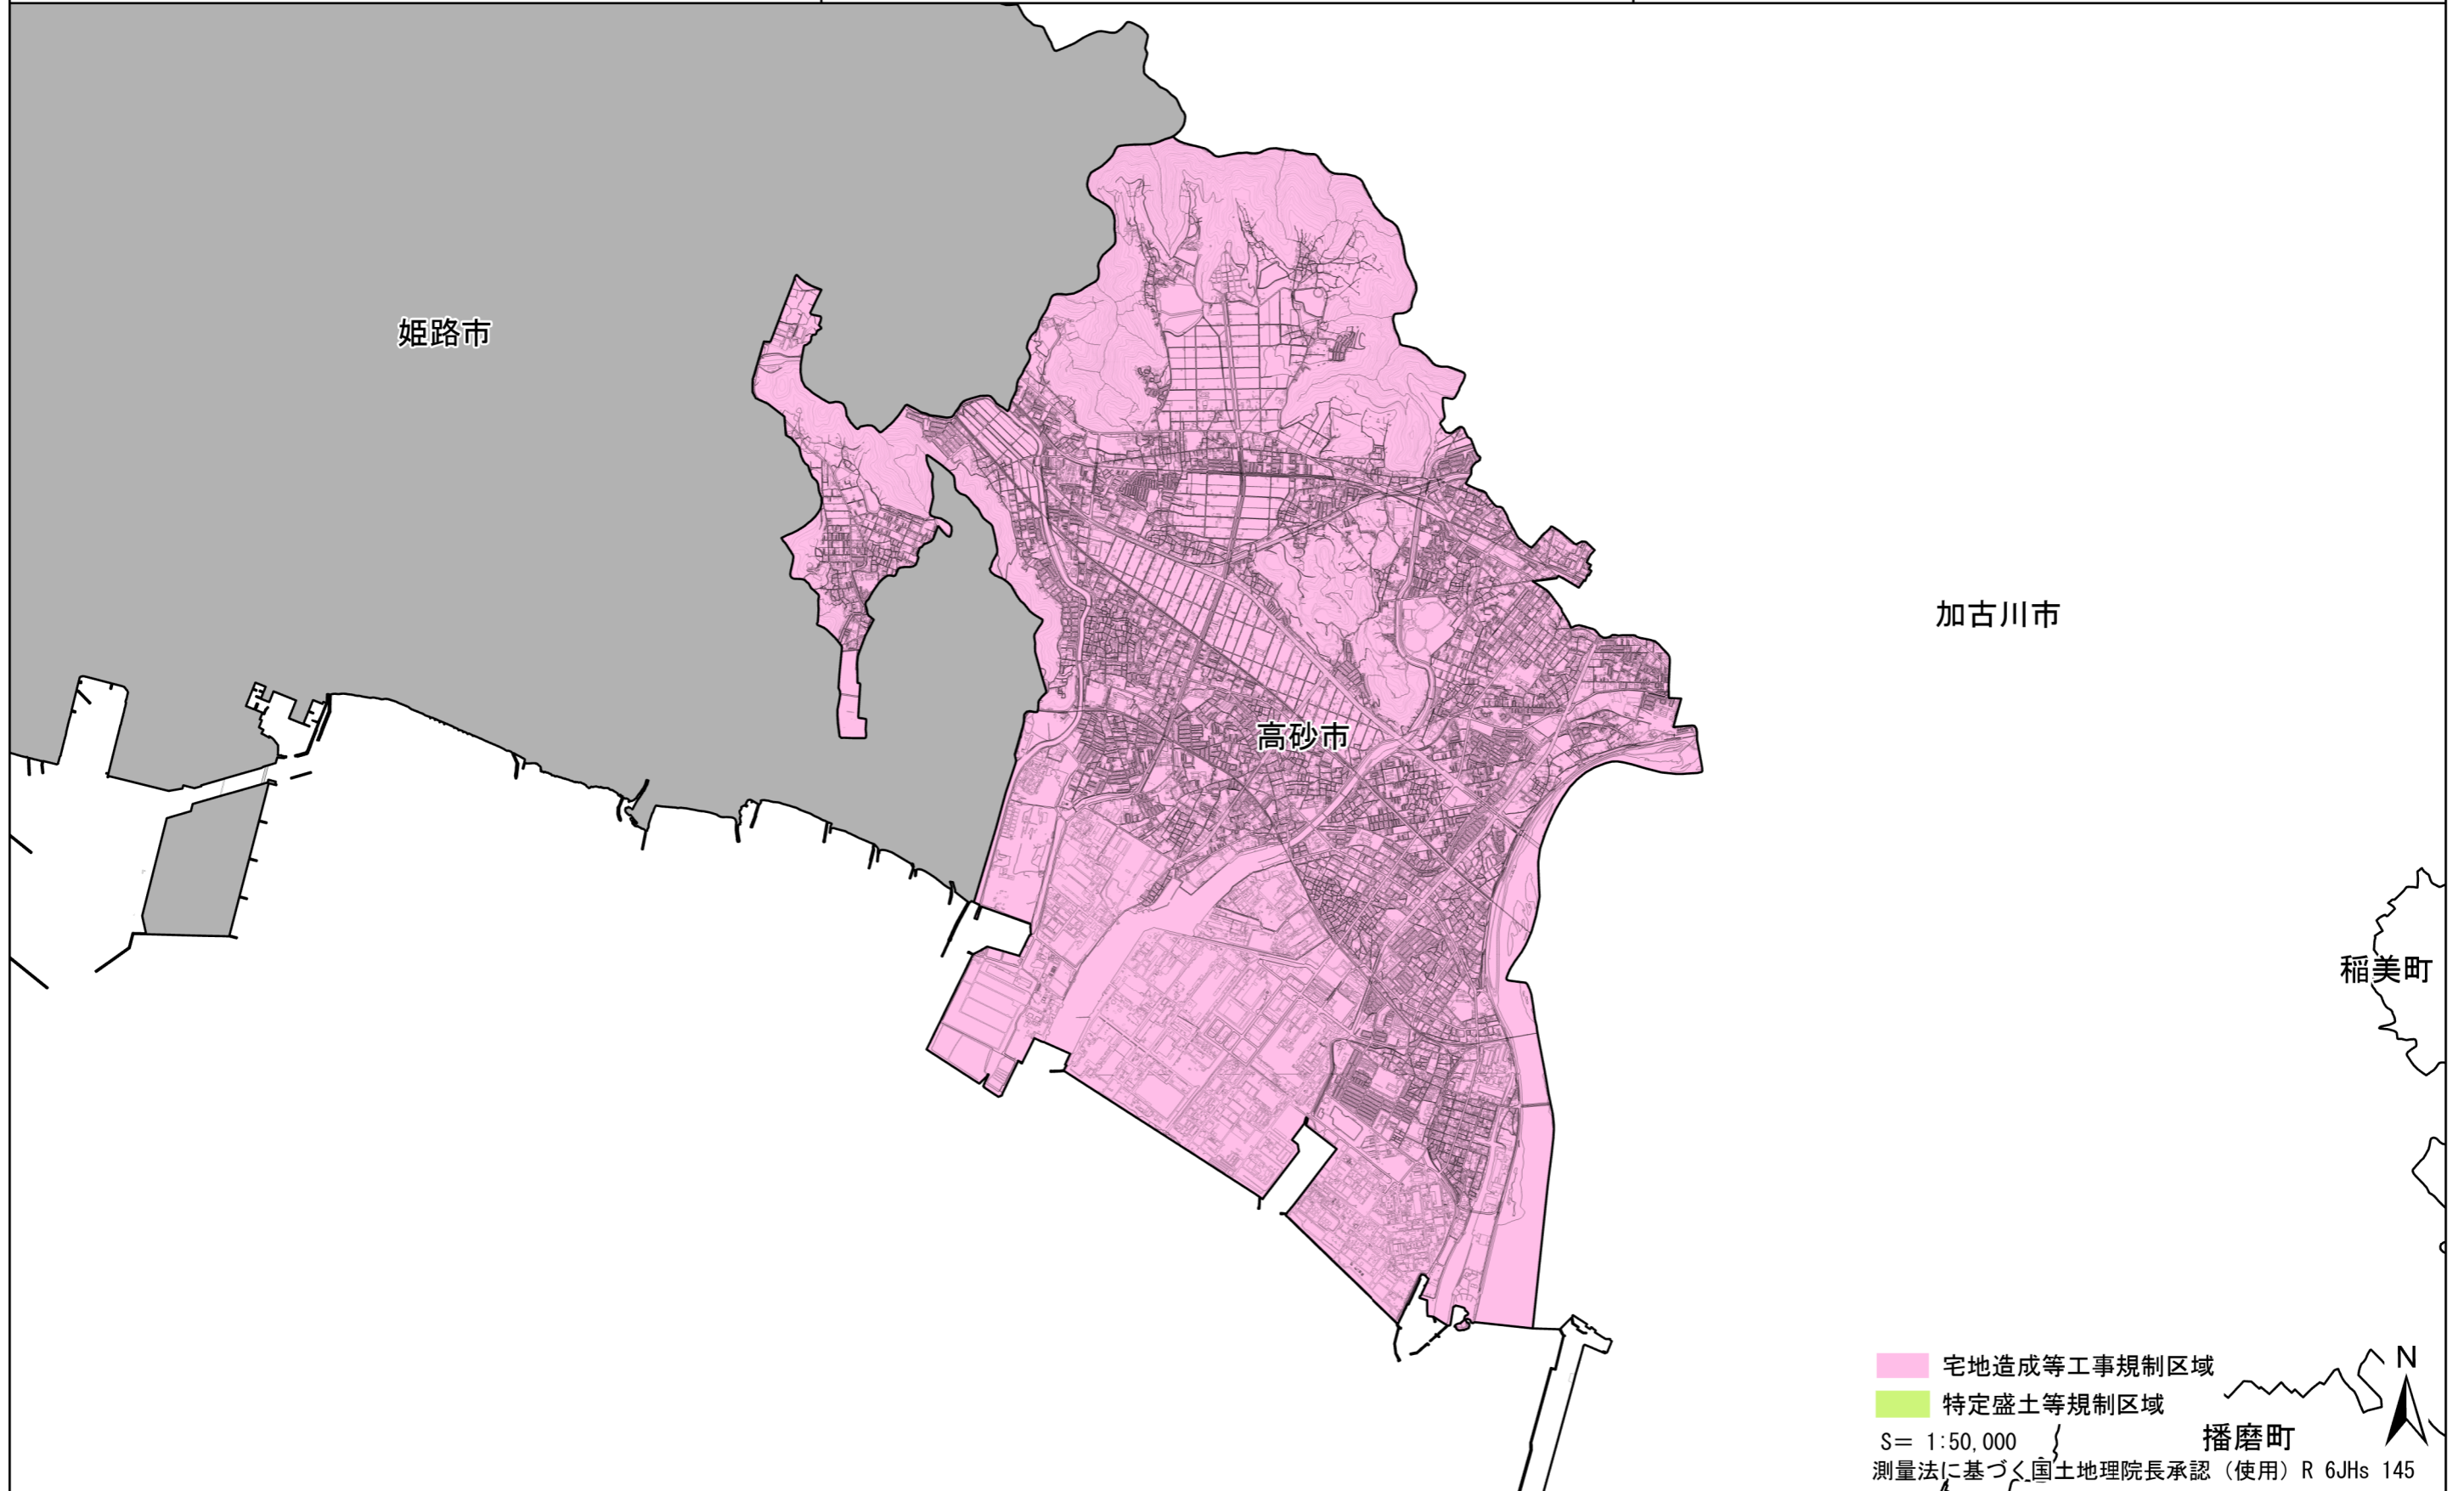 姫路市
加古川市
高砂市
稲美町
宅地造成等工事規制区域
N
特定盛土等規制区域
S= 1:50,000
播磨町
測量法に基づく国土地理院長承認（使用）R 6JHs 145